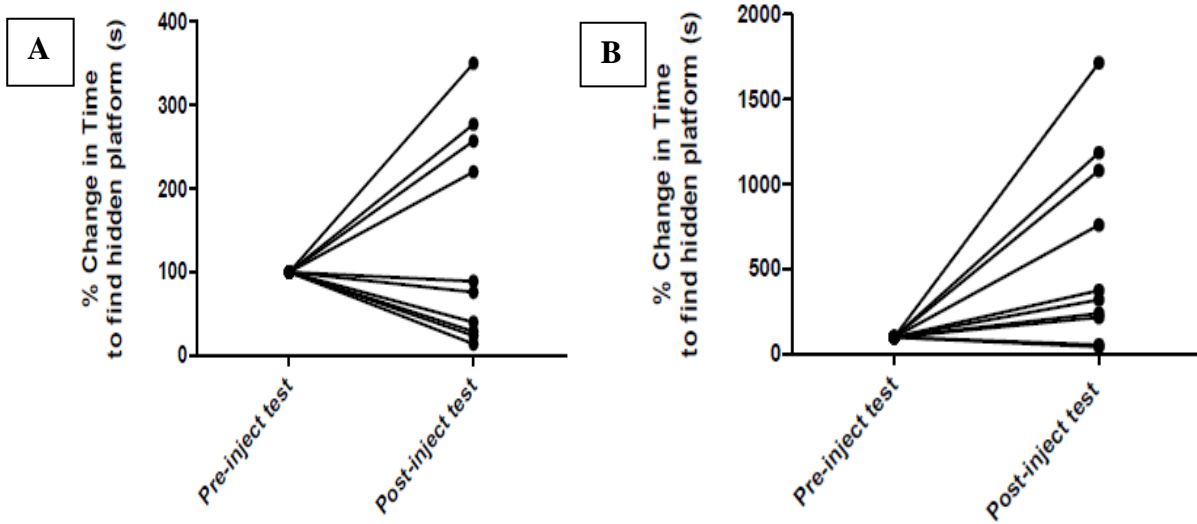 A
% Change in Time
to find hidden platform (s)
400
300
200
100
0
Pre-inject test
Post-inject test
B
% Change in Time
to find hidden platform (s)
2000
1500
1000
500
0
Pre-inject test
Post-inject test